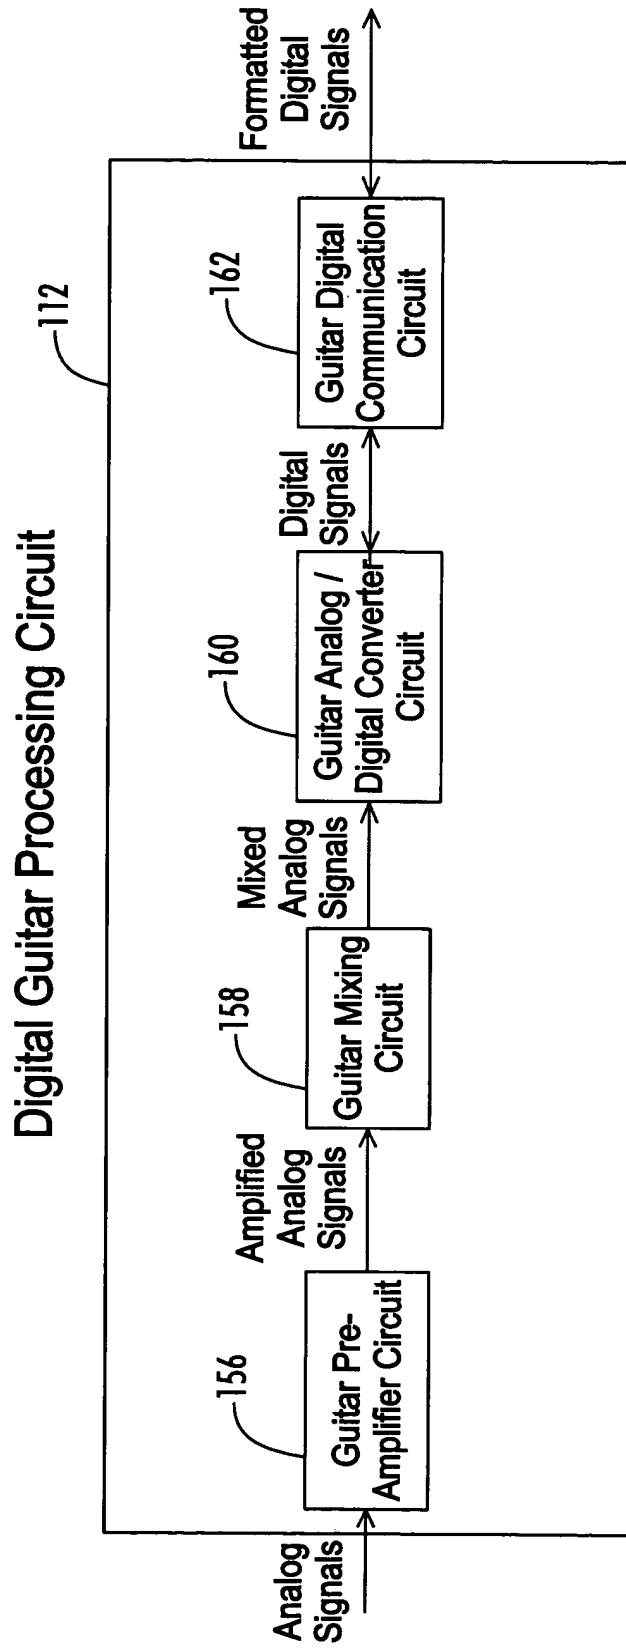 Digital Guitar Processing Circuit
112
Analog
Signals
156
Guitar Pre-
Amplifier Circuit
Amplified
Analog
Signals
158
Guitar Mixing
Circuit
Mixed
Analog
Signals
160
Guitar Analog /
Digital Converter
Circuit
Digital
Signals
162
Guitar Digital
Communication
Circuit
Formatted
Digital
Signals